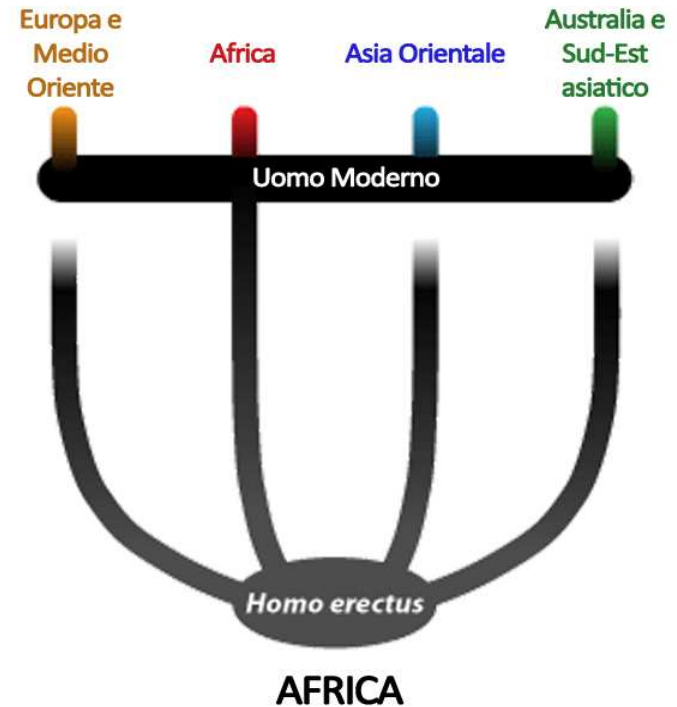 Europa e
Medio
Oriente
Africa
Asia Orientale
Australia e
Sud-Est
asiatico
Uomo Moderno
Homo erectus
AFRICA